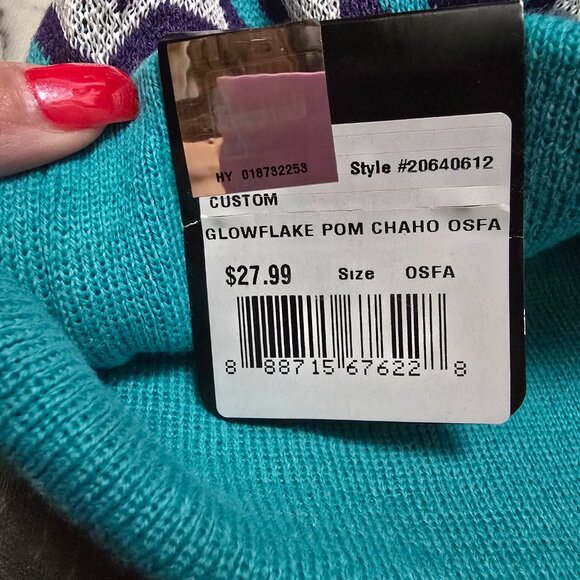 HY 018732253
Style #20640612
CUSTOM
GLOWFLAKE POM CHAHO OSFA
$27.99 Size OSFA
8 88715 67622 8